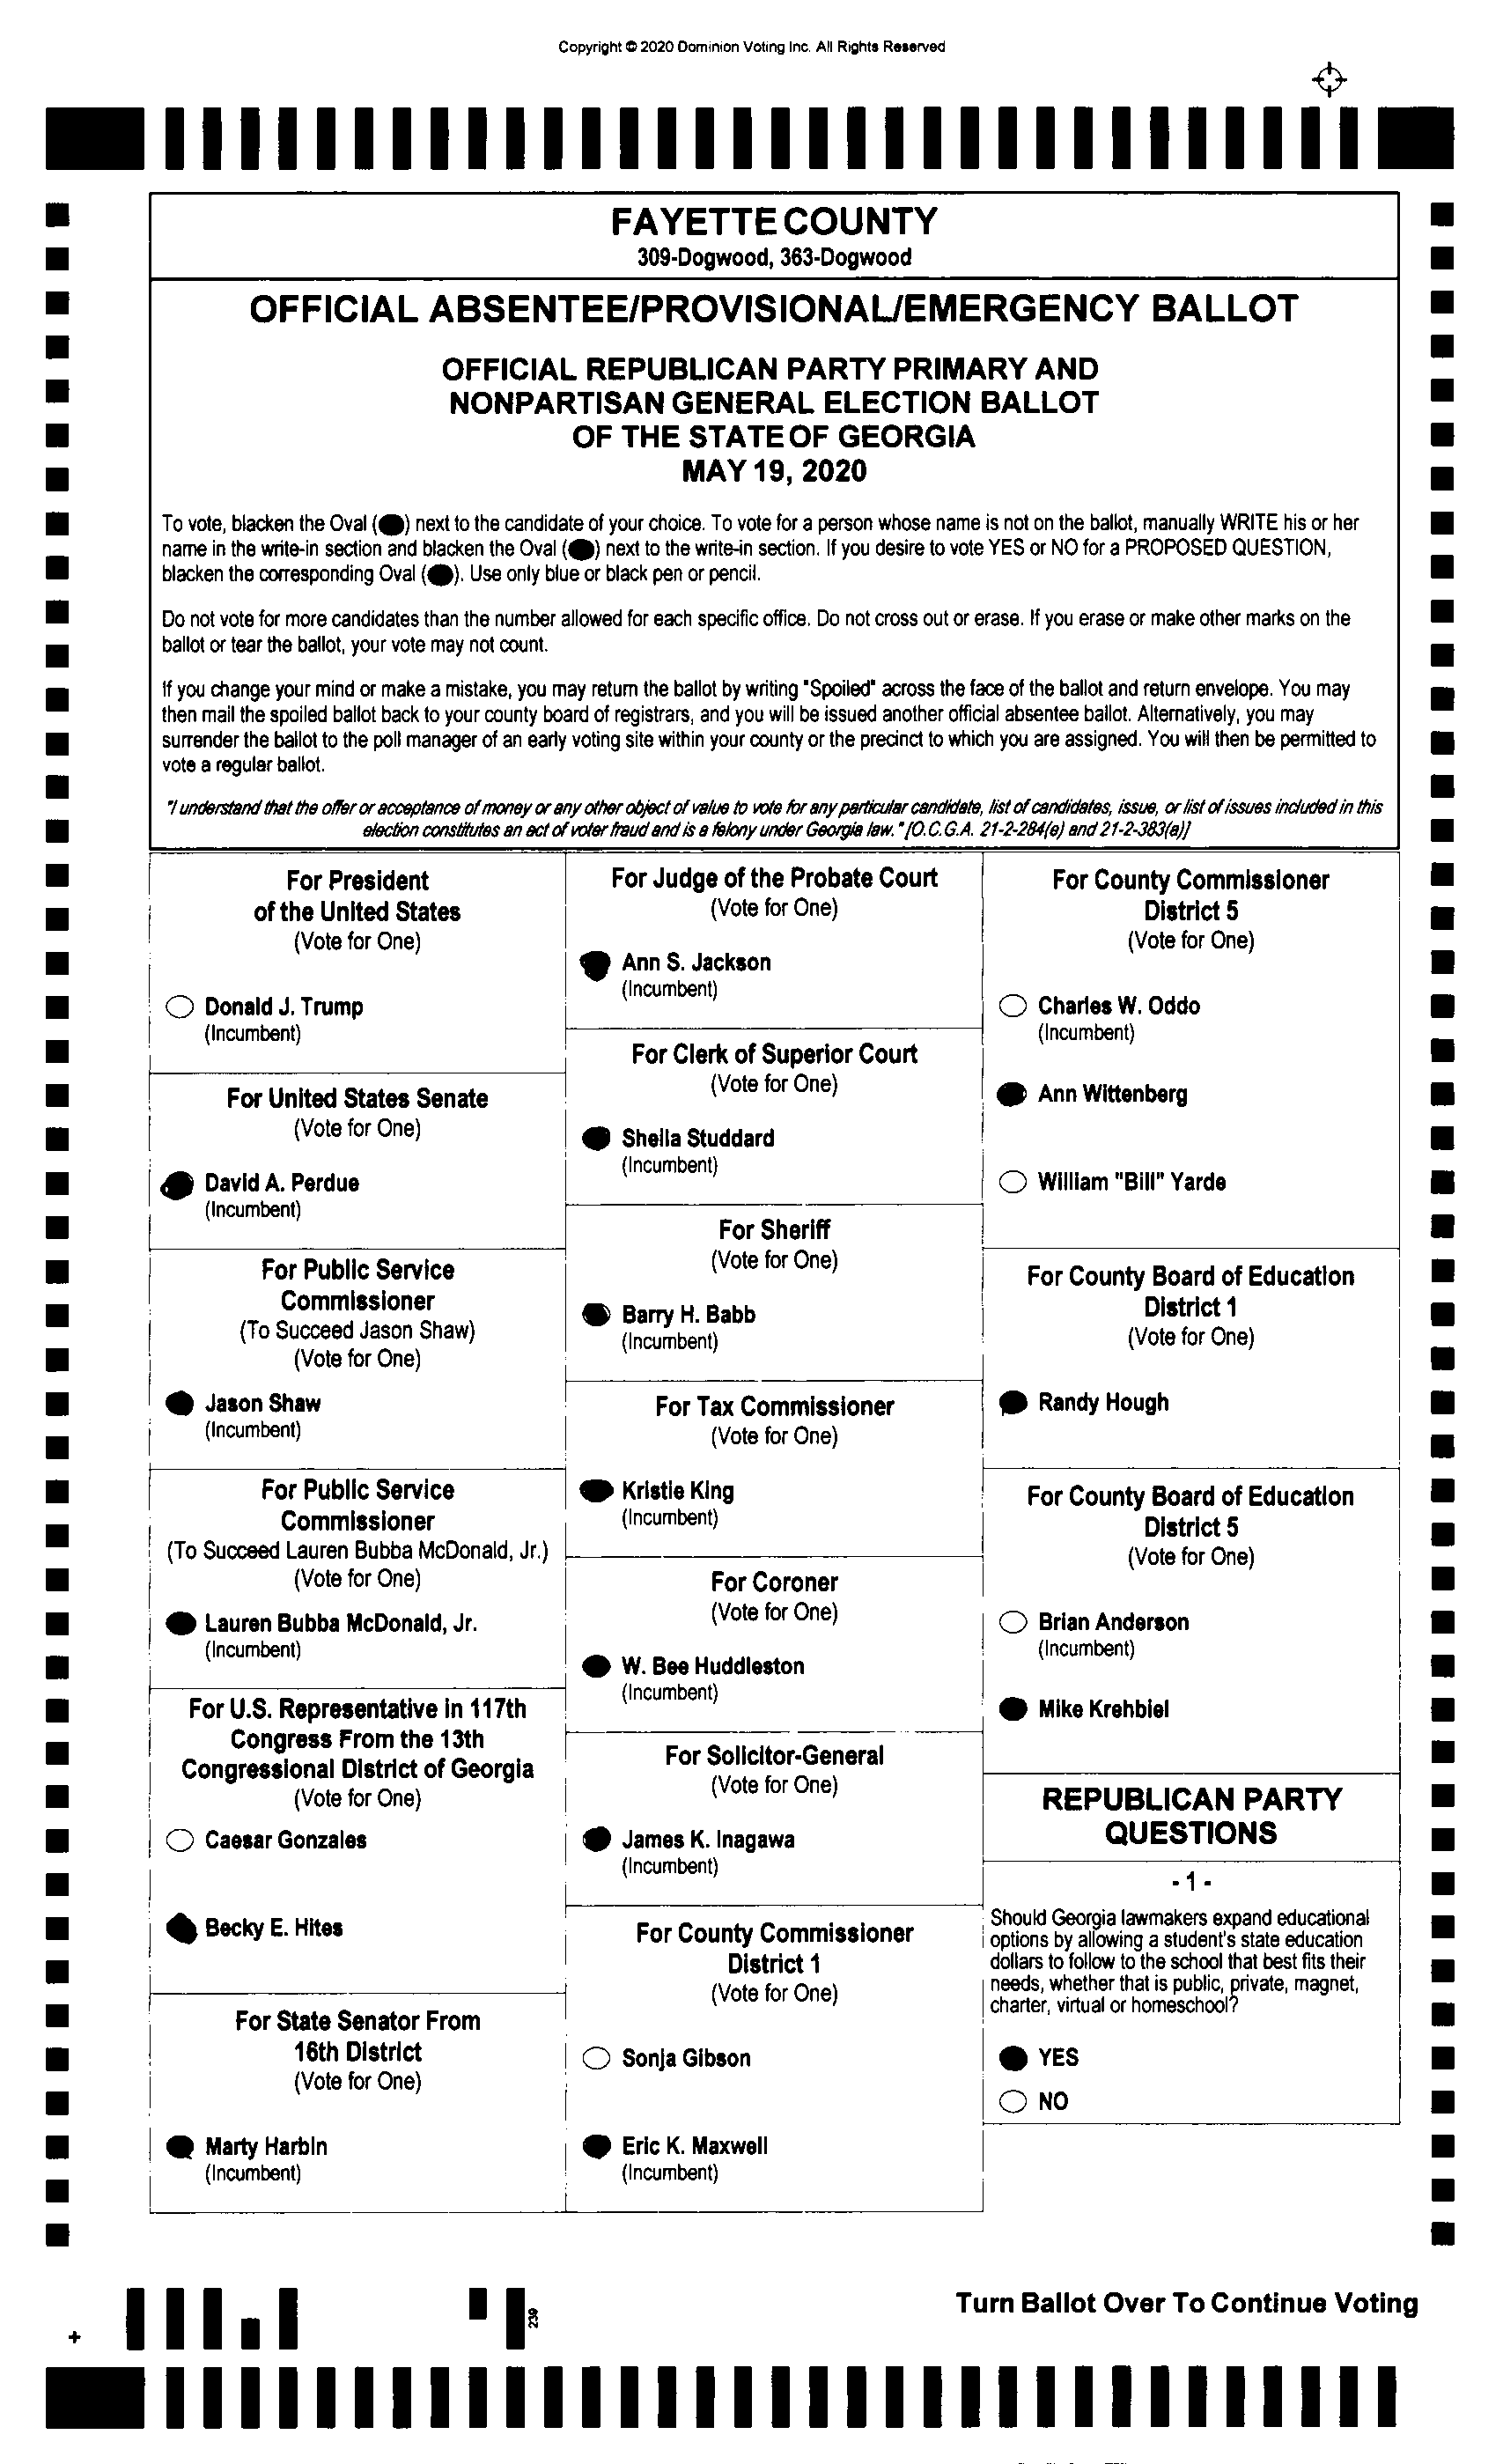 Copyright © 2020 Dominion Voting Inc. All Rights Reserved
FAYETTE COUNTY
309-Dogwood, 363-Dogwood
OFFICIAL ABSENTEE/PROVISIONAL/EMERGENCY BALLOT
OFFICIAL REPUBLICAN PARTY PRIMARY AND
NONPARTISAN GENERAL ELECTION BALLOT
OF THE STATE OF GEORGIA
MAY 19, 2020
To vote, blacken the Oval ( ) next to the candidate of your choice. To vote for a person whose name is not on the ballot, manually WRITE his or her
name in the write-in section and blacken the Oval ( ) next to the write-in section. If you desire to vote YES or NO for a PROPOSED QUESTION,
blacken the corresponding Oval ( ). Use only blue or black pen or pencil.
Do not vote for more candidates than the number allowed for each specific office. Do not cross out or erase. If you erase or make other marks on the
ballot or tear the ballot, your vote may not count.
If you change your mind or make a mistake, you may return the ballot by writing "Spoiled" across the face of the ballot and return envelope. You may
then mail the spoiled ballot back to your county board of registrars, and you will be issued another official absentee ballot. Alternatively, you may
surrender the ballot to the poll manager of an early voting site within your county or the precinct to which you are assigned. You will then be permitted to
vote a regular ballot.
"I understand that the offer or acceptance of money or any other object of value to vote for any particular candidate, list of candidates, issue, or list of issues included in this
election constitutes an act of voter fraud and is a felony under Georgia law." [O.C.G.A. 21-2-284(e) and 21-2-383(a)]
For President
of the United States
(Vote for One)
Donald J. Trump
(Incumbent)
For United States Senate
(Vote for One)
David A. Perdue
(Incumbent)
For Public Service
Commissioner
(To Succeed Jason Shaw)
(Vote for One)
Jason Shaw
(Incumbent)
For Public Service
Commissioner
(To Succeed Lauren Bubba McDonald, Jr.)
(Vote for One)
Lauren Bubba McDonald, Jr.
(Incumbent)
For U.S. Representative in 117th
Congress From the 13th
Congressional District of Georgia
(Vote for One)
Caesar Gonzales
Becky E. Hites
For State Senator From
16th District
(Vote for One)
Marty Harbin
(Incumbent)
For Judge of the Probate Court
(Vote for One)
Ann S. Jackson
(Incumbent)
For Clerk of Superior Court
(Vote for One)
Sheila Studdard
(Incumbent)
For Sheriff
(Vote for One)
Barry H. Babb
(Incumbent)
For Tax Commissioner
(Vote for One)
Kristie King
(Incumbent)
For Coroner
(Vote for One)
W. Bee Huddleston
(Incumbent)
For Solicitor-General
(Vote for One)
James K. Inagawa
(Incumbent)
For County Commissioner
District 1
(Vote for One)
Sonja Gibson
Eric K. Maxwell
(Incumbent)
For County Commissioner
District 5
(Vote for One)
Charles W. Oddo
(Incumbent)
Ann Wittenberg
William "Bill" Yarde
For County Board of Education
District 1
(Vote for One)
Randy Hough
For County Board of Education
District 5
(Vote for One)
Brian Anderson
(Incumbent)
Mike Krehbiel
REPUBLICAN PARTY
QUESTIONS
- 1 -
Should Georgia lawmakers expand educational
options by allowing a student's state education
dollars to follow to the school that best fits their
needs, whether that is public, private, magnet,
charter, virtual or homeschool?
YES
NO
Turn Ballot Over To Continue Voting
239